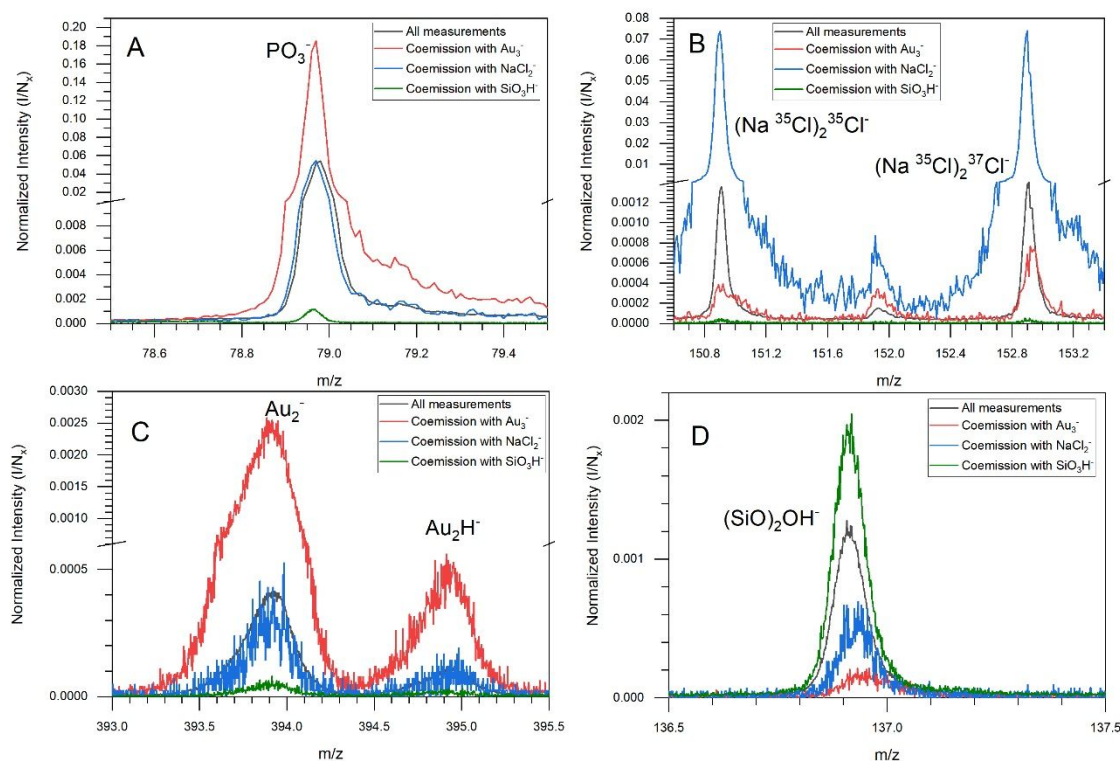 A
PO₃⁻
All measurements
Coemission with Au₃⁻
Coemission with NaCl₂⁻
Coemission with SiO₃H⁻
Normalized Intensity (I/Nₓ)
0.20
0.18
0.16
0.14
0.12
0.10
0.08
0.06
0.04
0.02
0.008
0.006
0.004
0.002
0.000
78.6
78.8
79.0
79.2
79.4
m/z
B
All measurements
Coemission with Au₃⁻
Coemission with NaCl₂⁻
Coemission with SiO₃H⁻
(Na ³⁵Cl)₂³⁵Cl⁻
(Na ³⁵Cl)₂³⁷Cl⁻
Normalized Intensity (I/Nₓ)
0.08
0.07
0.06
0.05
0.04
0.03
0.01
0.0012
0.0008
0.0006
0.0004
0.0002
0.0000
150.8
151.2
151.6
152.0
152.4
152.8
153.2
m/z
C
Au₂⁻
Au₂H⁻
All measurements
Coemission with Au₃⁻
Coemission with NaCl₂⁻
Coemission with SiO₃H⁻
Normalized Intensity (I/Nₓ)
0.0030
0.0025
0.0020
0.0015
0.0010
0.0005
0.0000
393.0
393.5
394.0
394.5
395.0
395.5
m/z
D
All measurements
Coemission with Au₃⁻
Coemission with NaCl₂⁻
Coemission with SiO₃H⁻
(SiO)₂OH⁻
Normalized Intensity (I/Nₓ)
0.002
0.001
0.000
136.5
137.0
137.5
m/z